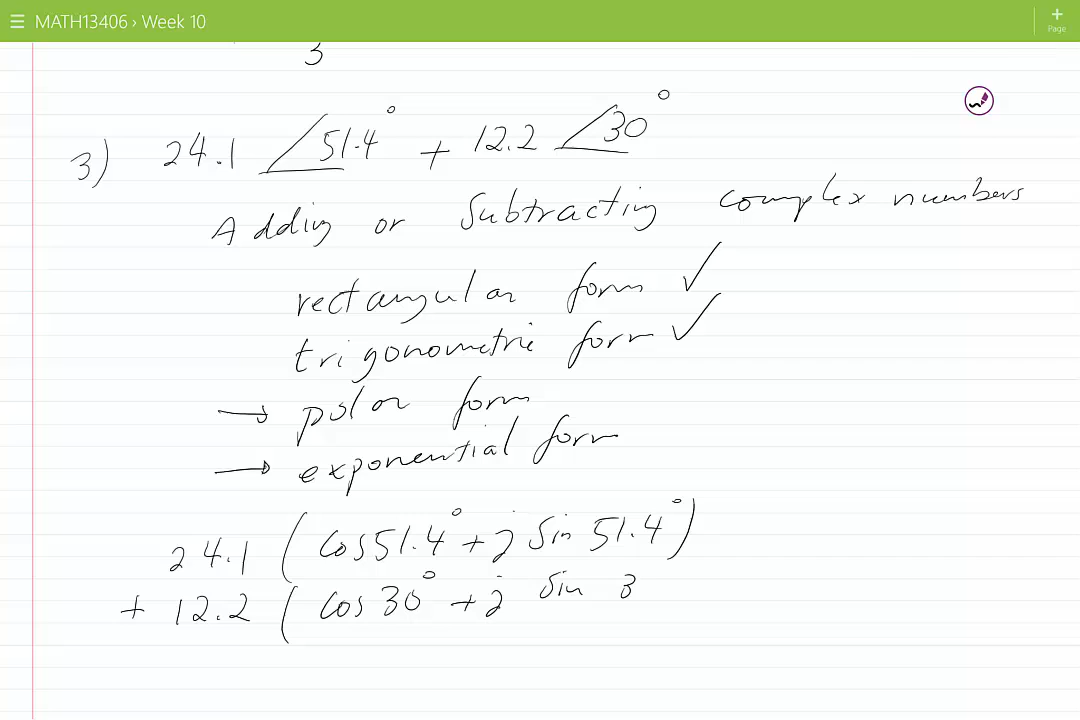 ☰ MATH13406 › Week 10
+
Page
3
3) 24.1 ∠51.4° + 12.2 ∠30°
Adding or Subtracting complex numbers
rectangular form ✓
trigonometric form ✓
→ polar form
→ exponential form
24.1 (cos 51.4° + j sin 51.4°)
+ 12.2 (cos 30° + j sin 3